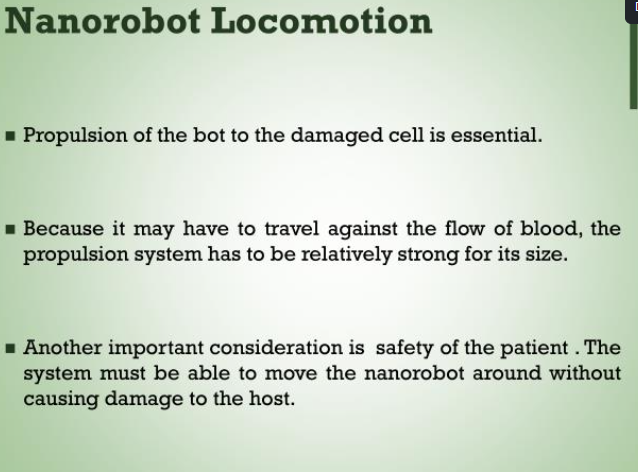 Nanorobot Locomotion
Propulsion of the bot to the damaged cell is essential.
Because it may have to travel against the flow of blood, the
propulsion system has to be relatively strong for its size.
Another important consideration is safety of the patient . The
system must be able to move the nanorobot around without
causing damage to the host.